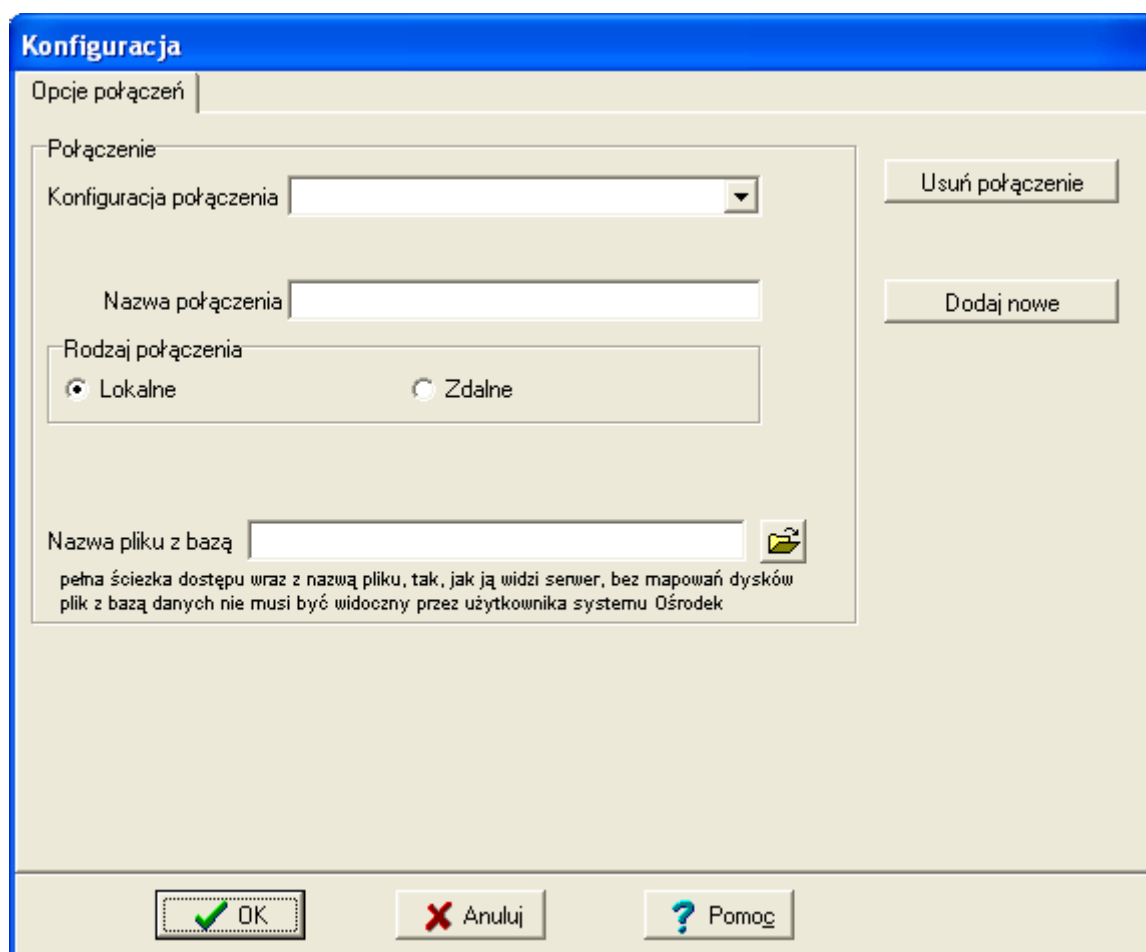 Konfiguracja
Opcje połączeń
Połączenie
Konfiguracja połączenia
Usuń połączenie
Nazwa połączenia
Dodaj nowe
Rodzaj połączenia
Lokalne Zdalne
Nazwa pliku z bazą
pełna ściezka dostępu wraz z nazwą pliku, tak, jak ją widzi serwer, bez mapowań dysków
plik z bazą danych nie musi być widoczny przez użytkownika systemu Ośrodek
OK Anuluj Pomoc